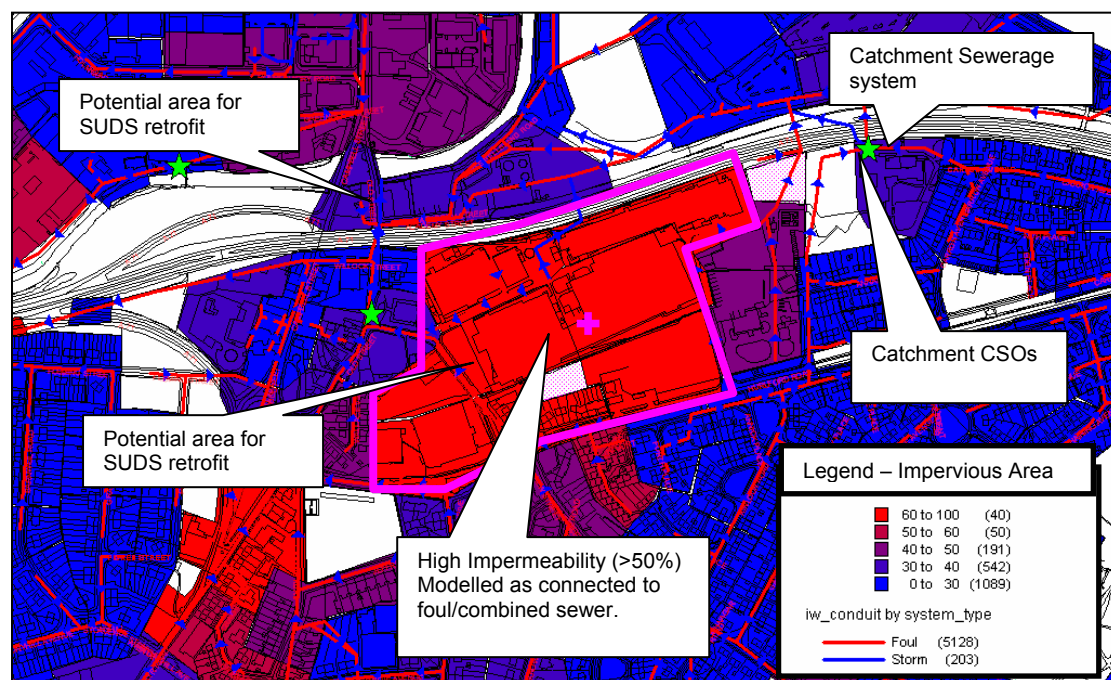 Catchment Sewerage
system
Potential area for
SUDS retrofit
Catchment CSOs
Potential area for
SUDS retrofit
High Impermeability (>50%)
Modelled as connected to
foul/combined sewer.
Legend – Impervious Area
60 to 100 (40)
50 to 60 (50)
40 to 50 (191)
30 to 40 (542)
0 to 30 (1089)
iw_conduit by system_type
Foul (5128)
Storm (203)